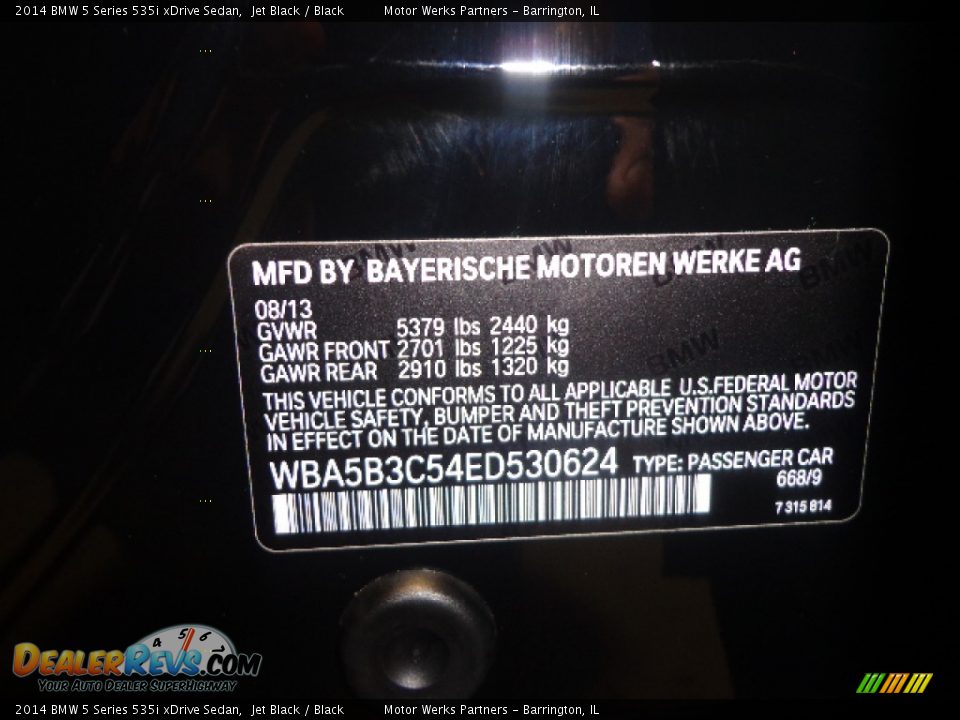 2014 BMW 5 Series 535i xDrive Sedan, Jet Black / Black Motor Werks Partners - Barrington, IL
MFD BY BAYERISCHE MOTOREN WERKE AG
08/13
GVWR 5379 lbs 2440 kg
GAWR FRONT 2701 lbs 1225 kg
GAWR REAR 2910 lbs 1320 kg
THIS VEHICLE CONFORMS TO ALL APPLICABLE U.S.FEDERAL MOTOR
VEHICLE SAFETY, BUMPER AND THEFT PREVENTION STANDARDS
IN EFFECT ON THE DATE OF MANUFACTURE SHOWN ABOVE.
WBA5B3C54ED530624 TYPE: PASSENGER CAR
668/9
7 315 814
4 5 6
DEALERREVS.COM
YOUR AUTO DEALER SUPERHIGHWAY
2014 BMW 5 Series 535i xDrive Sedan, Jet Black / Black Motor Werks Partners - Barrington, IL